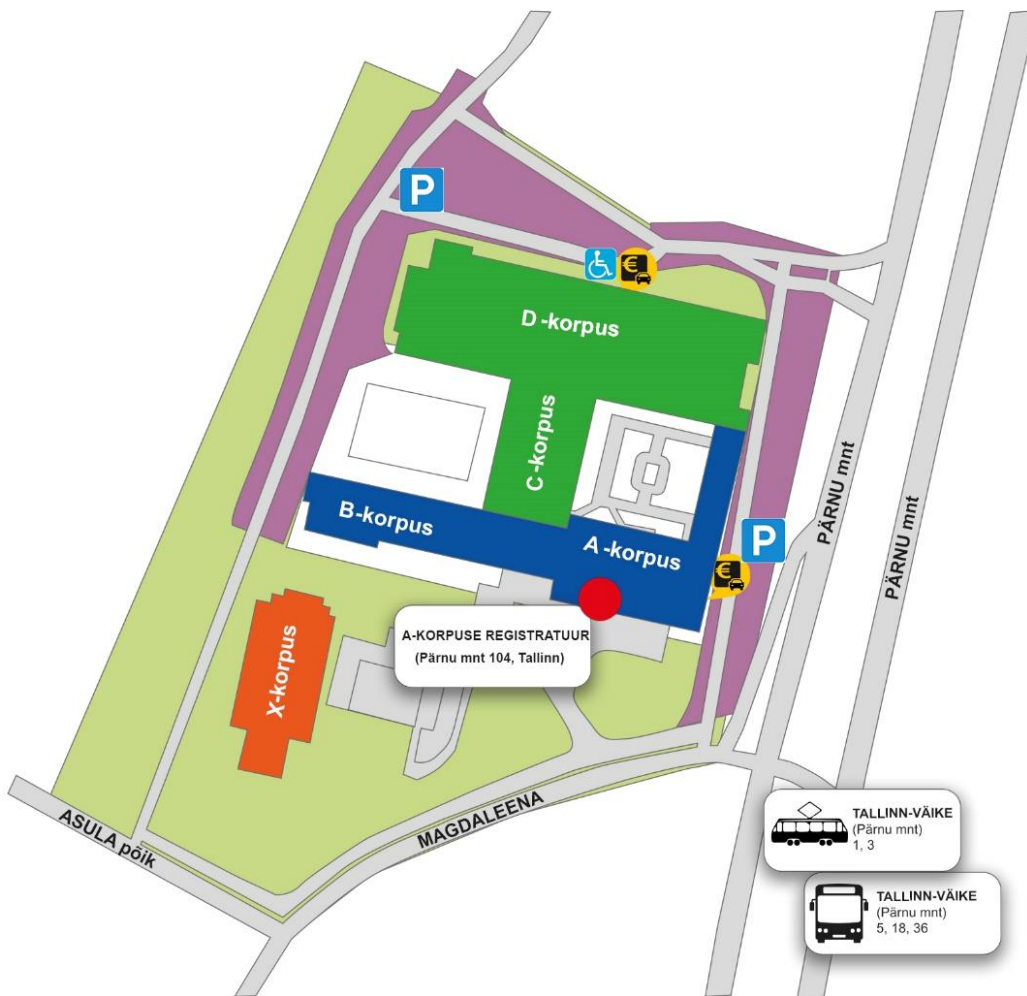 P
D-korpus
C-korpus
B-korpus
A-korpus
P
PÄRNU mnt
PÄRNU mnt
A-KORPUSE REGISTRATUUR
(Pärnu mnt 104, Tallinn)
X-korpus
MAGDALEENA
ASULA põik
TALLINN-VÄIKE
(Pärnu mnt)
1, 3
TALLINN-VÄIKE
(Pärnu mnt)
5, 18, 36